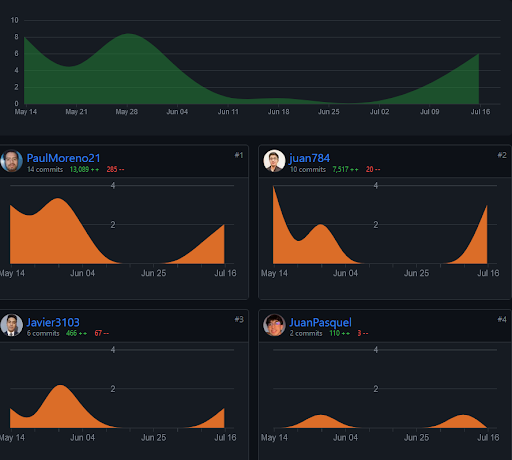 10
8
6
4
2
0
May 14 May 21 May 28 Jun 04 Jun 11 Jun 18 Jun 25 Jul 02 Jul 09 Jul 16
PaulMoreno21 #1
14 commits 13,089 ++ 285 --
4
2
May 14 Jun 04 Jun 25 Jul 16
juan784 #2
10 commits 7,517 ++ 20 --
4
2
May 14 Jun 04 Jun 25 Jul 16
Javier3103 #3
6 commits 466 ++ 67 --
4
2
May 14 Jun 04 Jun 25 Jul 16
JuanPasquel #4
2 commits 110 ++ 3 --
4
2
May 14 Jun 04 Jun 25 Jul 16